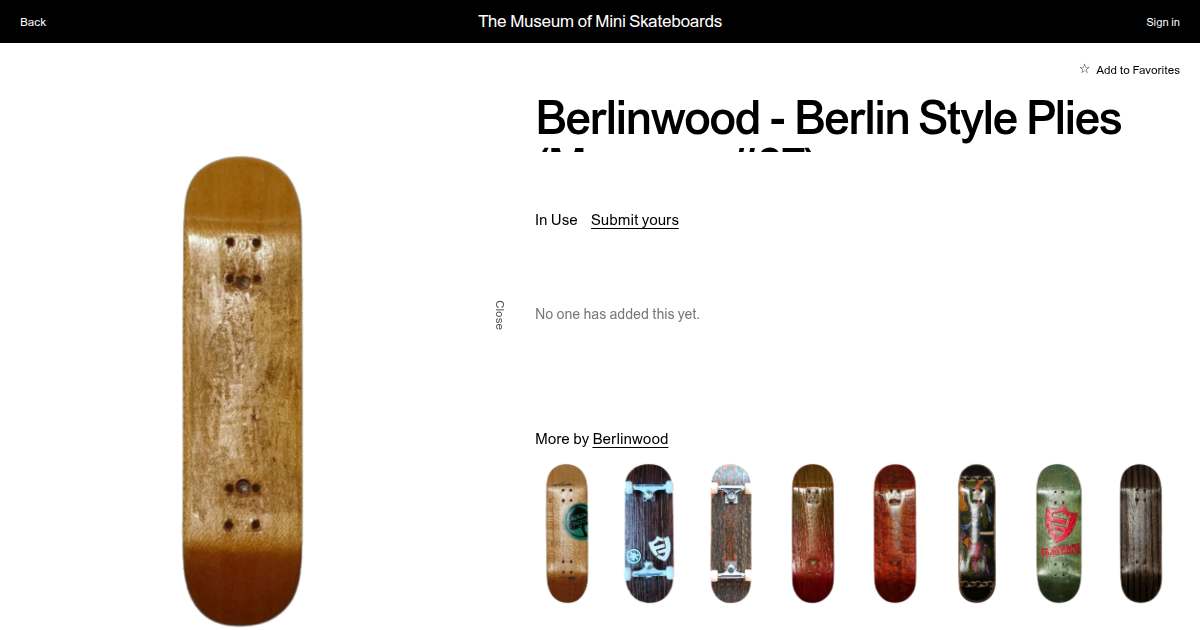 Back
The Museum of Mini Skateboards
Sign in
☆ Add to Favorites
Berlinwood - Berlin Style Plies
In Use Submit yours
Close
No one has added this yet.
More by Berlinwood